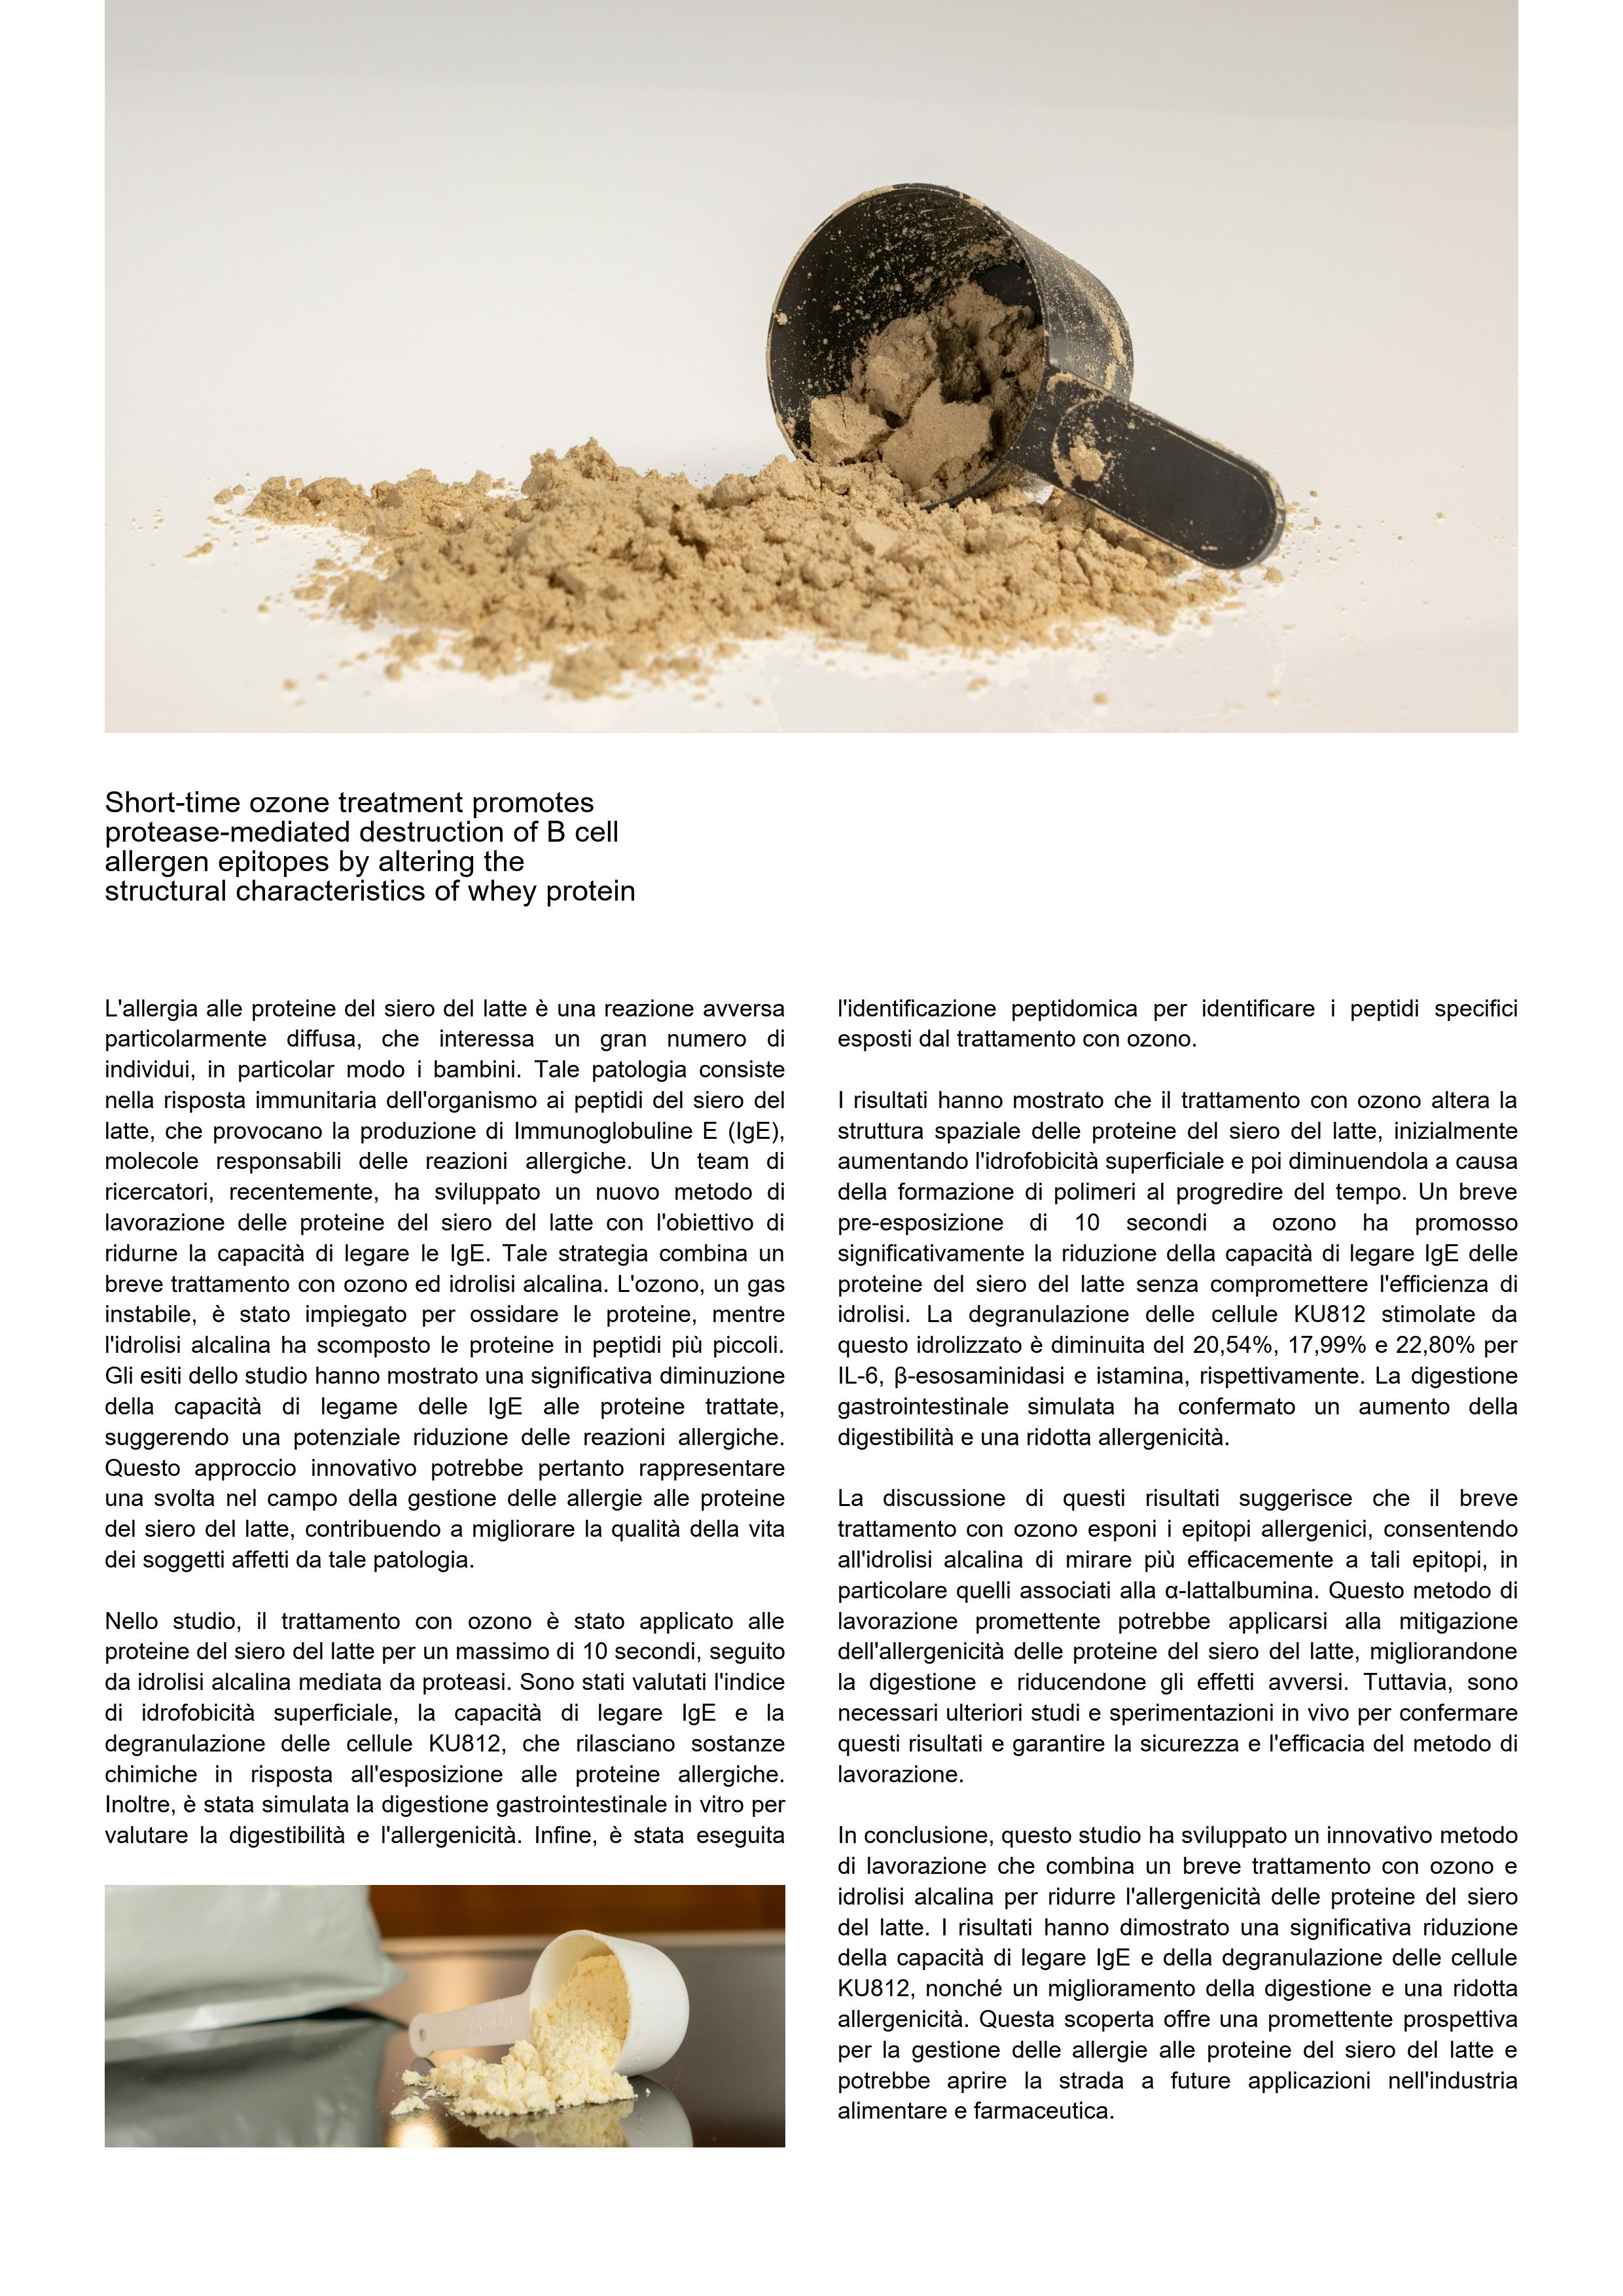 Short-time ozone treatment promotes
protease-mediated destruction of B cell
allergen epitopes by altering the
structural characteristics of whey protein
L'allergia alle proteine del siero del latte è una reazione avversa
particolarmente diffusa, che interessa un gran numero di
individui, in particolar modo i bambini. Tale patologia consiste
nella risposta immunitaria dell'organismo ai peptidi del siero del
latte, che provocano la produzione di Immunoglobuline E (IgE),
molecole responsabili delle reazioni allergiche. Un team di
ricercatori, recentemente, ha sviluppato un nuovo metodo di
lavorazione delle proteine del siero del latte con l'obiettivo di
ridurne la capacità di legare le IgE. Tale strategia combina un
breve trattamento con ozono ed idrolisi alcalina. L'ozono, un gas
instabile, è stato impiegato per ossidare le proteine, mentre
l'idrolisi alcalina ha scomposto le proteine in peptidi più piccoli.
Gli esiti dello studio hanno mostrato una significativa diminuzione
della capacità di legame delle IgE alle proteine trattate,
suggerendo una potenziale riduzione delle reazioni allergiche.
Questo approccio innovativo potrebbe pertanto rappresentare
una svolta nel campo della gestione delle allergie alle proteine
del siero del latte, contribuendo a migliorare la qualità della vita
dei soggetti affetti da tale patologia.
Nello studio, il trattamento con ozono è stato applicato alle
proteine del siero del latte per un massimo di 10 secondi, seguito
da idrolisi alcalina mediata da proteasi. Sono stati valutati l'indice
di idrofobicità superficiale, la capacità di legare IgE e la
degranulazione delle cellule KU812, che rilasciano sostanze
chimiche in risposta all'esposizione alle proteine allergiche.
Inoltre, è stata simulata la digestione gastrointestinale in vitro per
valutare la digestibilità e l'allergenicità. Infine, è stata eseguita
l'identificazione peptidomica per identificare i peptidi specifici
esposti dal trattamento con ozono.
I risultati hanno mostrato che il trattamento con ozono altera la
struttura spaziale delle proteine del siero del latte, inizialmente
aumentando l'idrofobicità superficiale e poi diminuendola a causa
della formazione di polimeri al progredire del tempo. Un breve
pre-esposizione di 10 secondi a ozono ha promosso
significativamente la riduzione della capacità di legare IgE delle
proteine del siero del latte senza compromettere l'efficienza di
idrolisi. La degranulazione delle cellule KU812 stimolate da
questo idrolizzato è diminuita del 20,54%, 17,99% e 22,80% per
IL-6, β-esosaminidasi e istamina, rispettivamente. La digestione
gastrointestinale simulata ha confermato un aumento della
digestibilità e una ridotta allergenicità.
La discussione di questi risultati suggerisce che il breve
trattamento con ozono esponi i epitopi allergenici, consentendo
all'idrolisi alcalina di mirare più efficacemente a tali epitopi, in
particolare quelli associati alla α-lattalbumina. Questo metodo di
lavorazione promettente potrebbe applicarsi alla mitigazione
dell'allergenicità delle proteine del siero del latte, migliorandone
la digestione e riducendone gli effetti avversi. Tuttavia, sono
necessari ulteriori studi e sperimentazioni in vivo per confermare
questi risultati e garantire la sicurezza e l'efficacia del metodo di
lavorazione.
In conclusione, questo studio ha sviluppato un innovativo metodo
di lavorazione che combina un breve trattamento con ozono e
idrolisi alcalina per ridurre l'allergenicità delle proteine del siero
del latte. I risultati hanno dimostrato una significativa riduzione
della capacità di legare IgE e della degranulazione delle cellule
KU812, nonché un miglioramento della digestione e una ridotta
allergenicità. Questa scoperta offre una promettente prospettiva
per la gestione delle allergie alle proteine del siero del latte e
potrebbe aprire la strada a future applicazioni nell'industria
alimentare e farmaceutica.